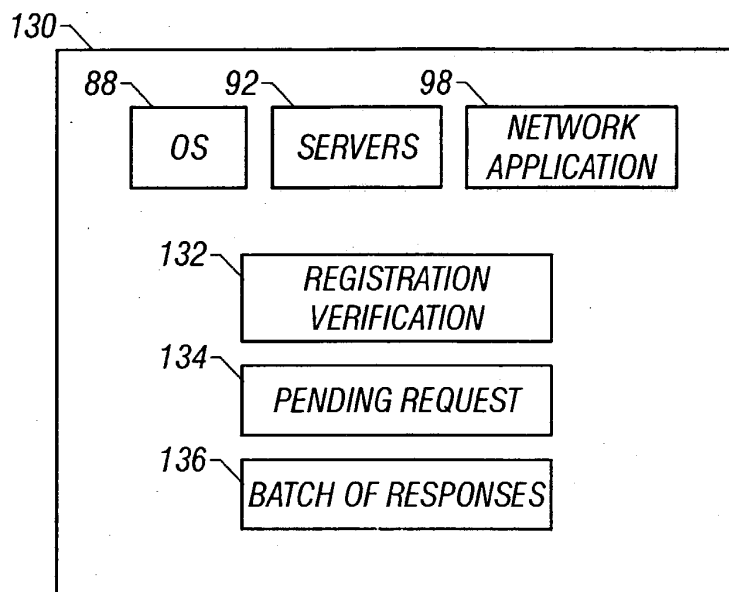 130
88
92
98
OS
SERVERS
NETWORK
APPLICATION
132
REGISTRATION
VERIFICATION
134
PENDING REQUEST
136
BATCH OF RESPONSES